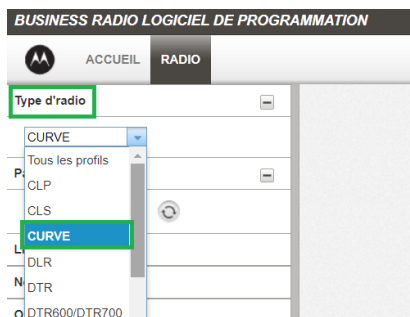 BUSINESS RADIO LOGICIEL DE PROGRAMMATION
ACCUEIL RADIO
Type d'radio
CURVE
Tous les profils
CLP
CLS
CURVE
DLR
DTR
DTR600/DTR700